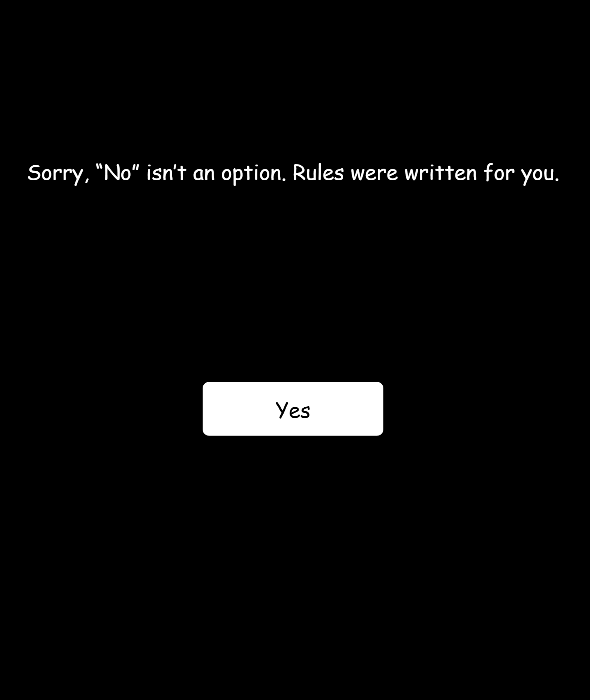 Sorry, “No” isn’t an option. Rules were written for you.
Yes